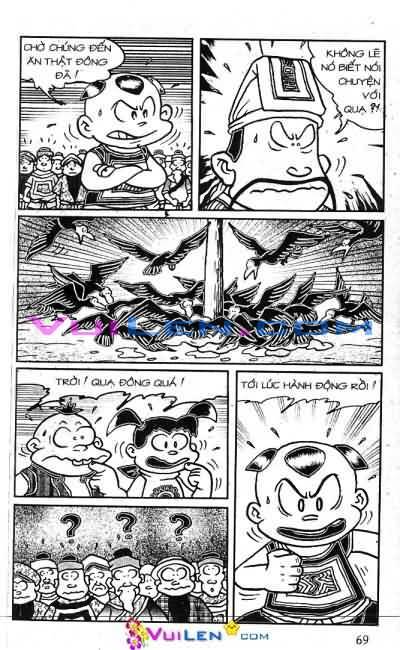 CHỜ CHÚNG ĐẾN
ĂN THẬT ĐÔNG
ĐÃ!
KHÔNG LẼ
NÓ BIẾT NÓI
CHUYỆN
VỚI
QUẠ?!
VUILEN.COM
TRỜI! QUẠ ĐÔNG QUÁ!
TỚI LÚC HÀNH ĐỘNG RỒI!
? ? ?
69
VUILEN.COM